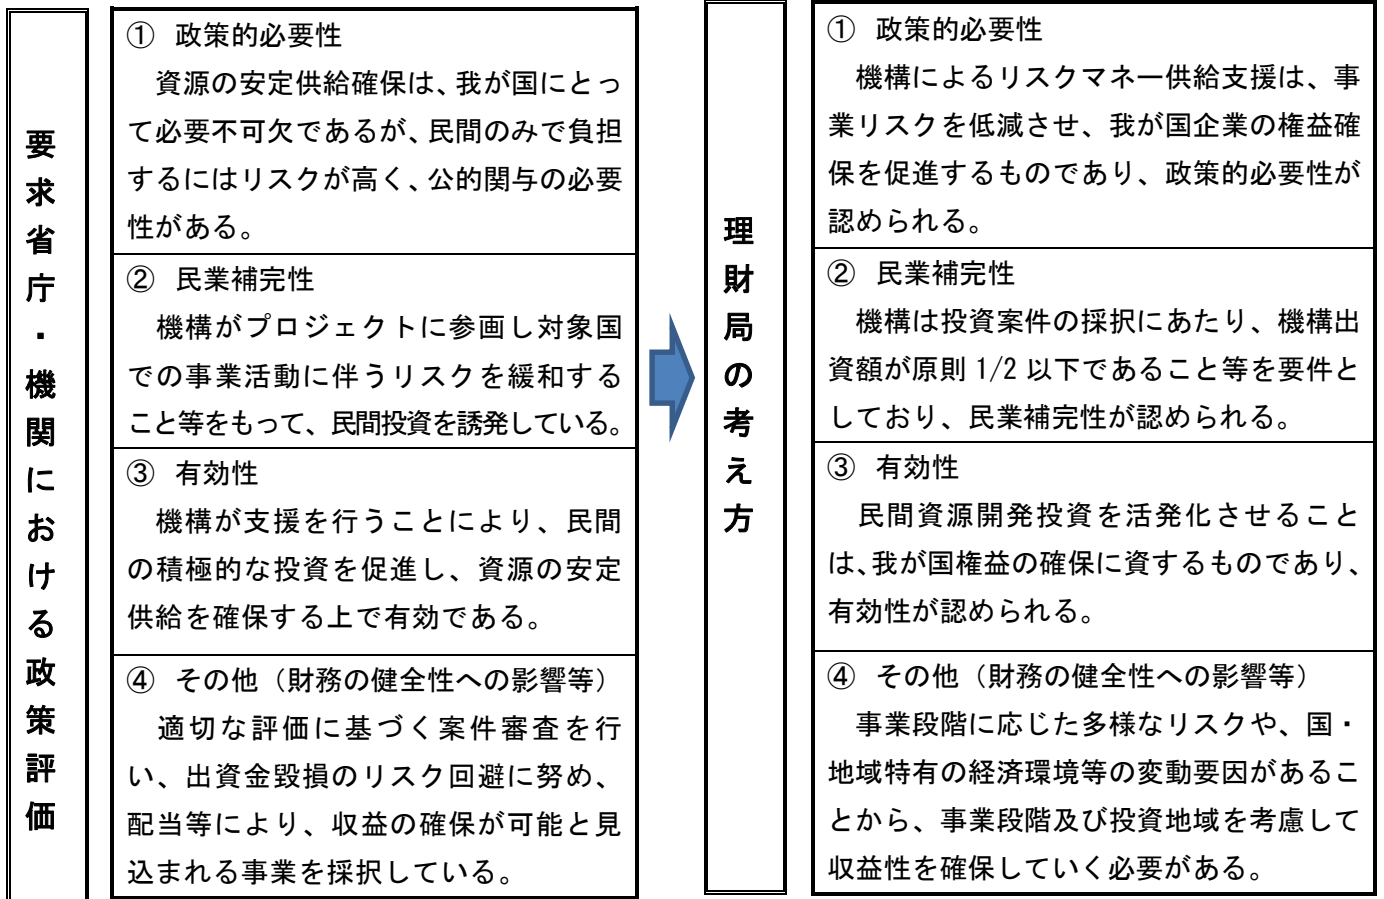 要求省庁・機関における政策評価
① 政策的必要性
資源の安定供給確保は、我が国にとっ
て必要不可欠であるが、民間のみで負担
するにはリスクが高く、公的関与の必要
性がある。
② 民業補完性
機構がプロジェクトに参画し対象国
での事業活動に伴うリスクを緩和する
こと等をもって、民間投資を誘発している。
③ 有効性
機構が支援を行うことにより、民間
の積極的な投資を促進し、資源の安定
供給を確保する上で有効である。
④ その他（財務の健全性への影響等）
適切な評価に基づく案件審査を行
い、出資金毀損のリスク回避に努め、
配当等により、収益の確保が可能と見
込まれる事業を採択している。
理財局の考え方
① 政策的必要性
機構によるリスクマネー供給支援は、事
業リスクを低減させ、我が国企業の権益確
保を促進するものであり、政策的必要性が
認められる。
② 民業補完性
機構は投資案件の採択にあたり、機構出
資額が原則 1/2 以下であること等を要件と
しており、民業補完性が認められる。
③ 有効性
民間資源開発投資を活発化させること
は、我が国権益の確保に資するものであり、
有効性が認められる。
④ その他（財務の健全性への影響等）
事業段階に応じた多様なリスクや、国・
地域特有の経済環境等の変動要因があるこ
とから、事業段階及び投資地域を考慮して
収益性を確保していく必要がある。